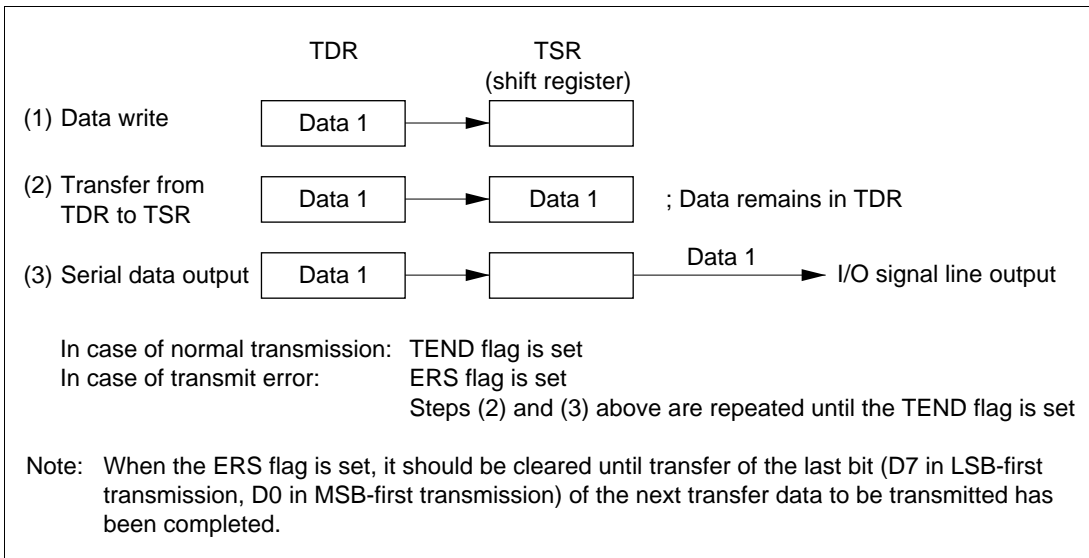 TDR TSR
(shift register)
(1) Data write Data 1
(2) Transfer from
TDR to TSR Data 1 Data 1 ; Data remains in TDR
(3) Serial data output Data 1 Data 1 I/O signal line output
In case of normal transmission: TEND flag is set
In case of transmit error: ERS flag is set
Steps (2) and (3) above are repeated until the TEND flag is set
Note: When the ERS flag is set, it should be cleared until transfer of the last bit (D7 in LSB-first
transmission, D0 in MSB-first transmission) of the next transfer data to be transmitted has
been completed.